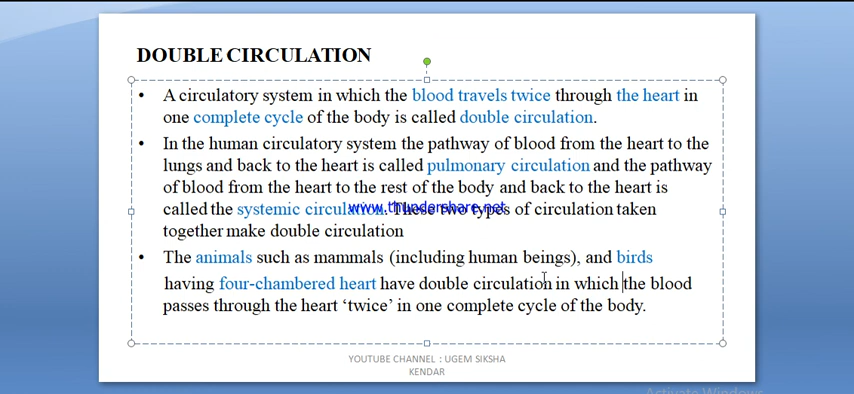 DOUBLE CIRCULATION
• A circulatory system in which the blood travels twice through the heart in
one complete cycle of the body is called double circulation.
• In the human circulatory system the pathway of blood from the heart to the
lungs and back to the heart is called pulmonary circulation and the pathway
of blood from the heart to the rest of the body and back to the heart is
called the systemic circulation. These two types of circulation taken
www.thundershare.net
together make double circulation
• The animals such as mammals (including human beings), and birds
having four-chambered heart have double circulation in which the blood
passes through the heart ‘twice’ in one complete cycle of the body.
YOUTUBE CHANNEL : UGEM SIKSHA
KENDAR
Activate Windows